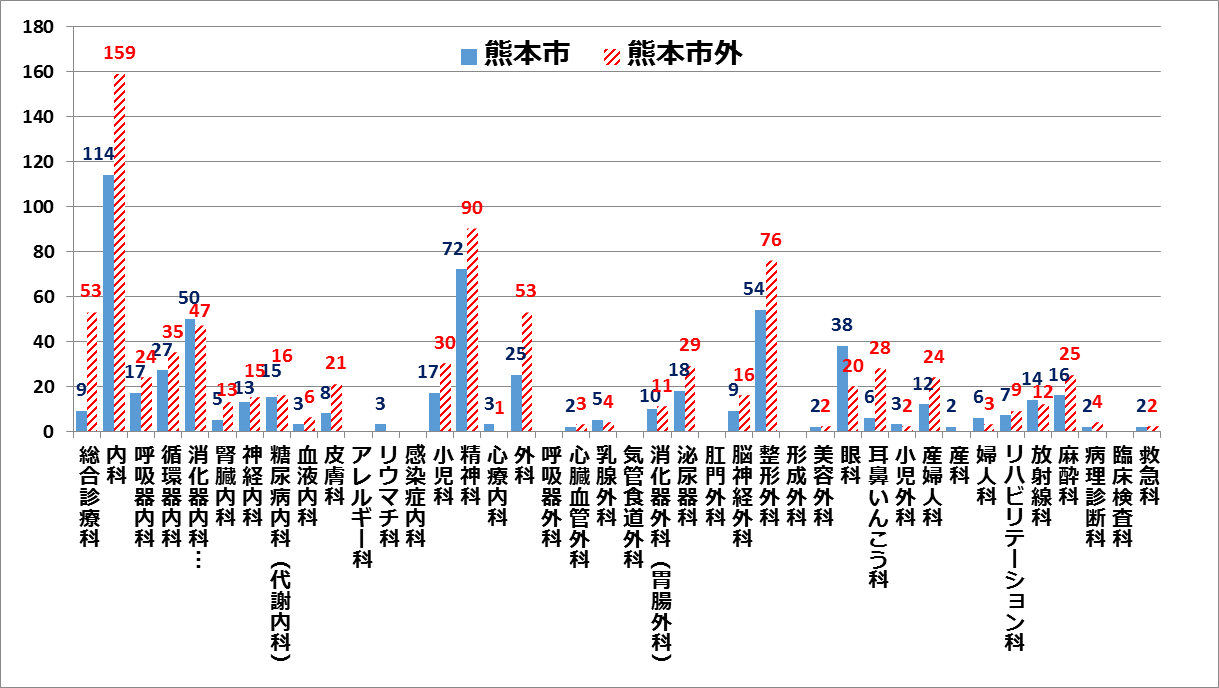 熊本市 熊本市外
180
160
140
120
100
80
60
40
20
0
9 53
114 159
17 24
27 35
50 47
5 13
13 15
15 16
3 6
8 21
3
17 30
72 90
3 1
25 53
2 3
5 4
10 11
18 29
9 16
54 76
2 2
38 20
6 28
3 2
12 24
2
6 3
7 9
14 12
16 25
2 4
2 2
総合診療科
内科
呼吸器内科
循環器内科
消化器内科…
腎臓内科
神経内科
糖尿病内科（代謝内科）
血液内科
皮膚科
アレルギー科
リウマチ科
感染症内科
小児科
精神科
心療内科
外科
呼吸器外科
心臓血管外科
乳腺外科
気管食道外科
消化器外科（胃腸外科）
泌尿器科
肛門外科
脳神経外科
整形外科
形成外科
美容外科
眼科
耳鼻いんこう科
小児外科
産婦人科
産科
婦人科
リハビリテーション科
放射線科
麻酔科
病理診断科
臨床検査科
救急科